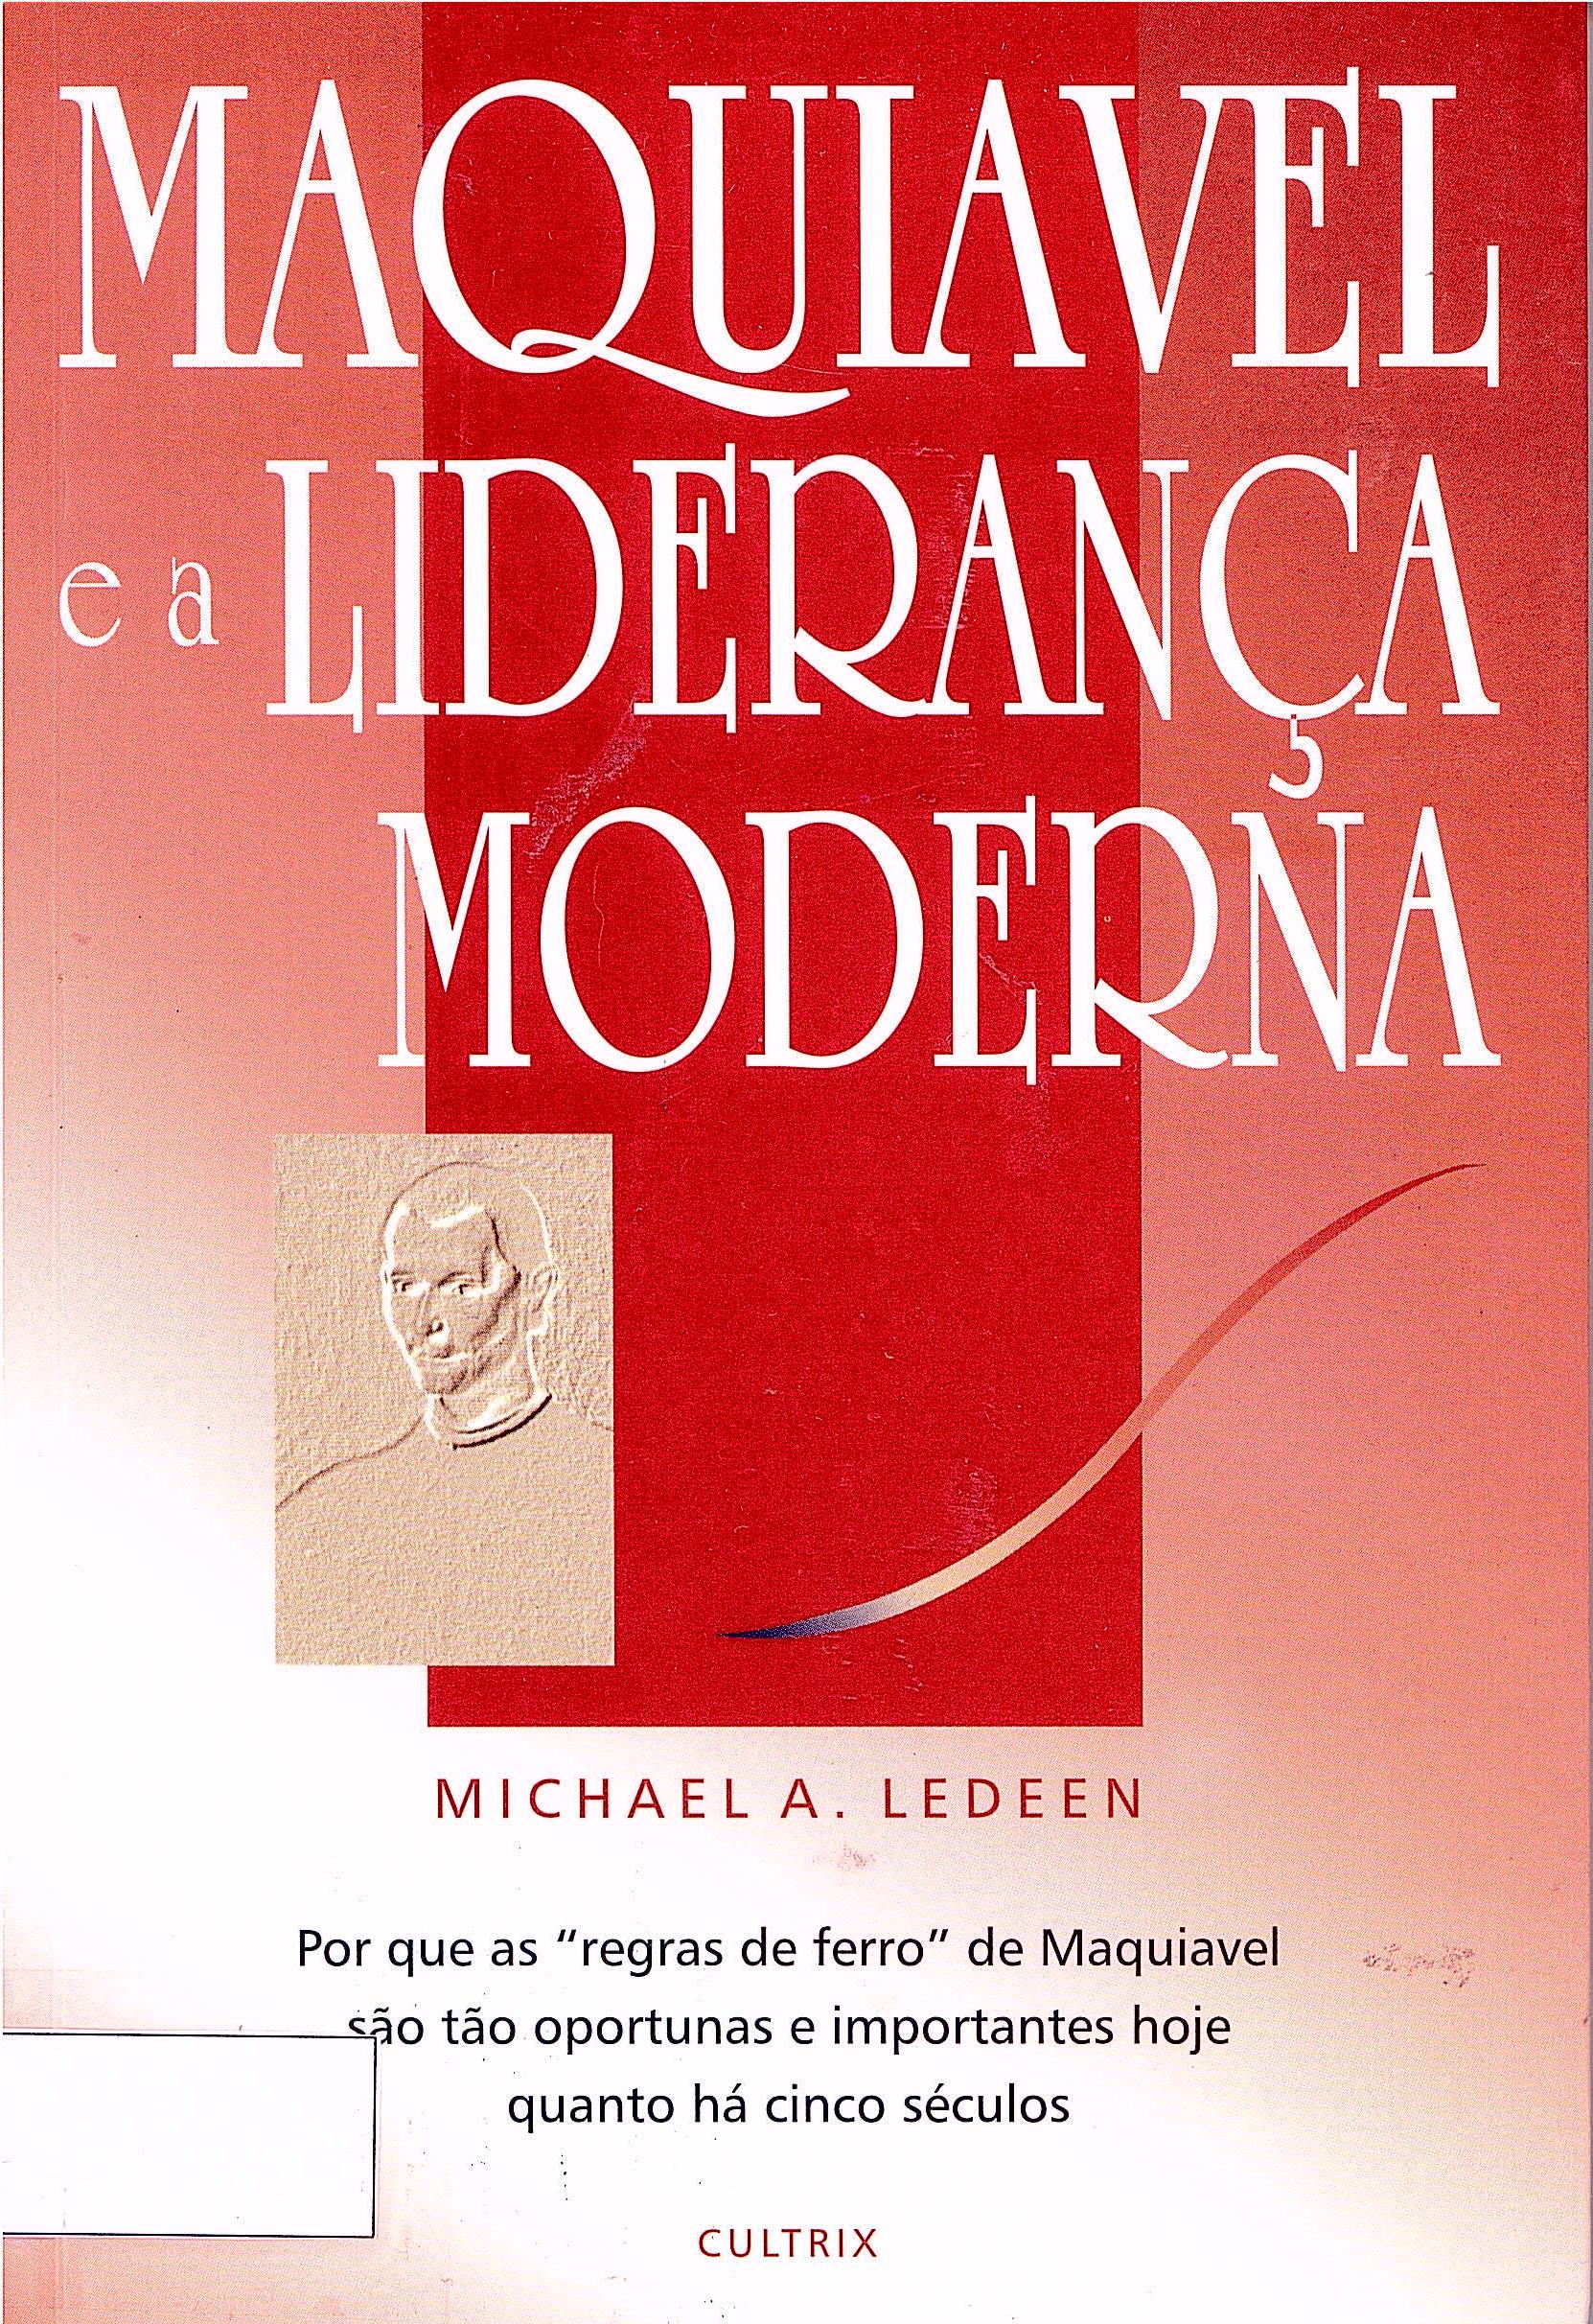 MAQUIAVEL
e a LIDERANÇA
MODERNA
MICHAEL A. LEDEEN
Por que as “regras de ferro” de Maquiavel
são tão oportunas e importantes hoje
quanto há cinco séculos
CULTRIX